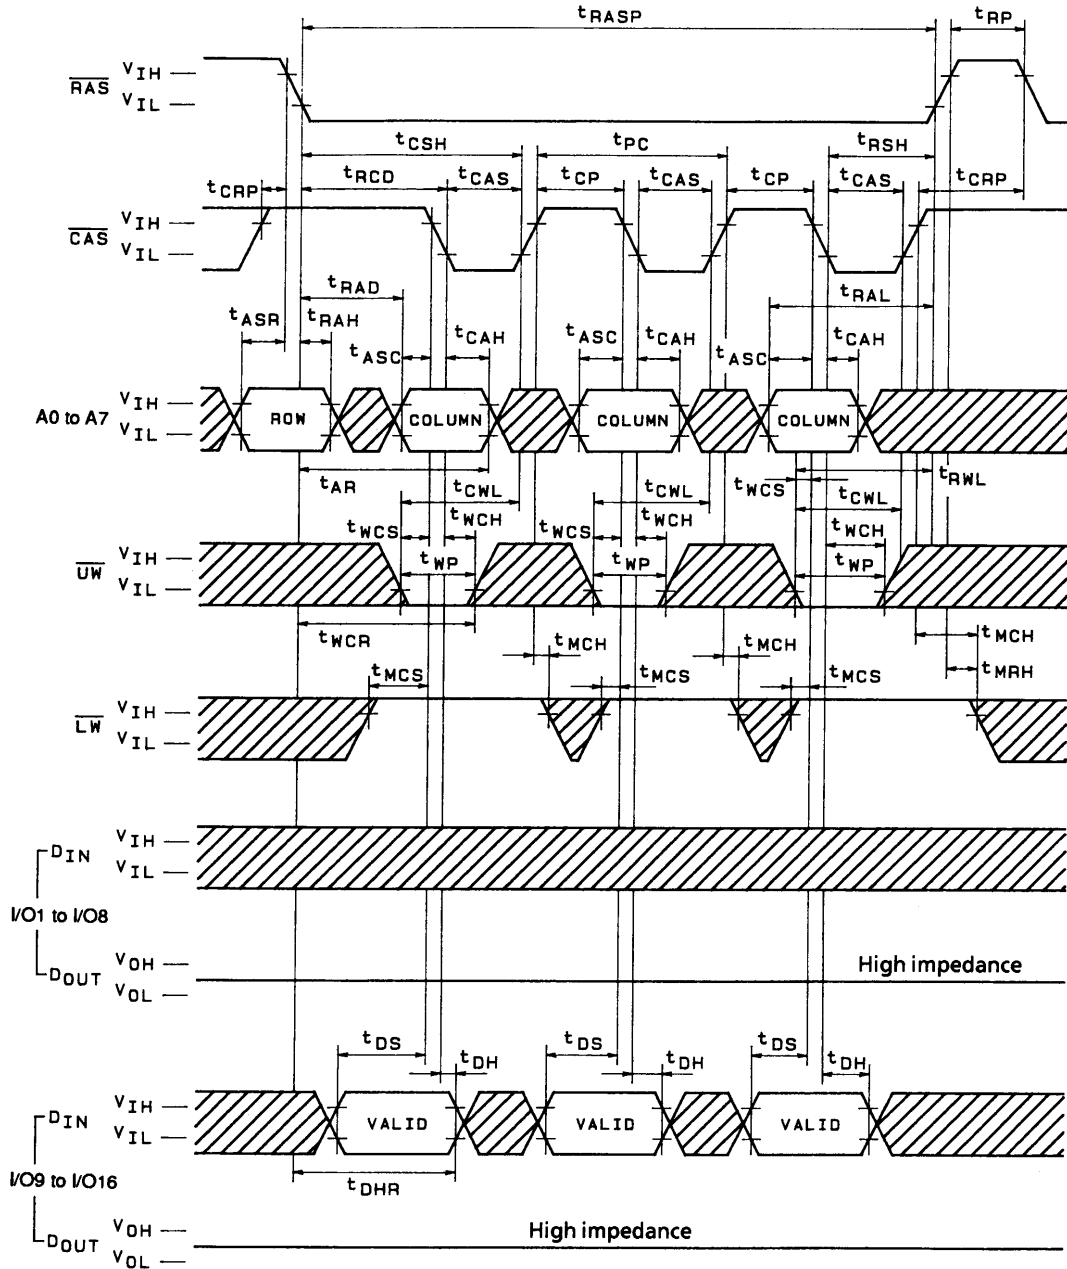 tRASP tRP
RAS VIH
VIL
tCSH tPC tRSH
tCRP tRCD tCAS tCP tCAS tCP tCAS tCRP
CAS VIH
VIL
tRAD tRAL
tASR tRAH tASC tCAH tASC tCAH tASC tCAH
A0 to A7 VIH
VIL
ROW COLUMN COLUMN COLUMN
tAR tCWL tCWL tWCS tCWL tRWL
tWCS tWCH tWCS tWCH tWCH
tWP tWP tWP
UW VIH
VIL
tWCR tMCH tMCH tMCH
tMCS tMCS tMCS tMRH
LW VIH
VIL
DIN VIH
VIL
I/O1 to I/O8
DOUT VOH
VOL
High impedance
tDS tDH tDS tDH tDS tDH
DIN VIH
VIL
VALID VALID VALID
I/O9 to I/O16
tDHR
DOUT VOH
VOL
High impedance